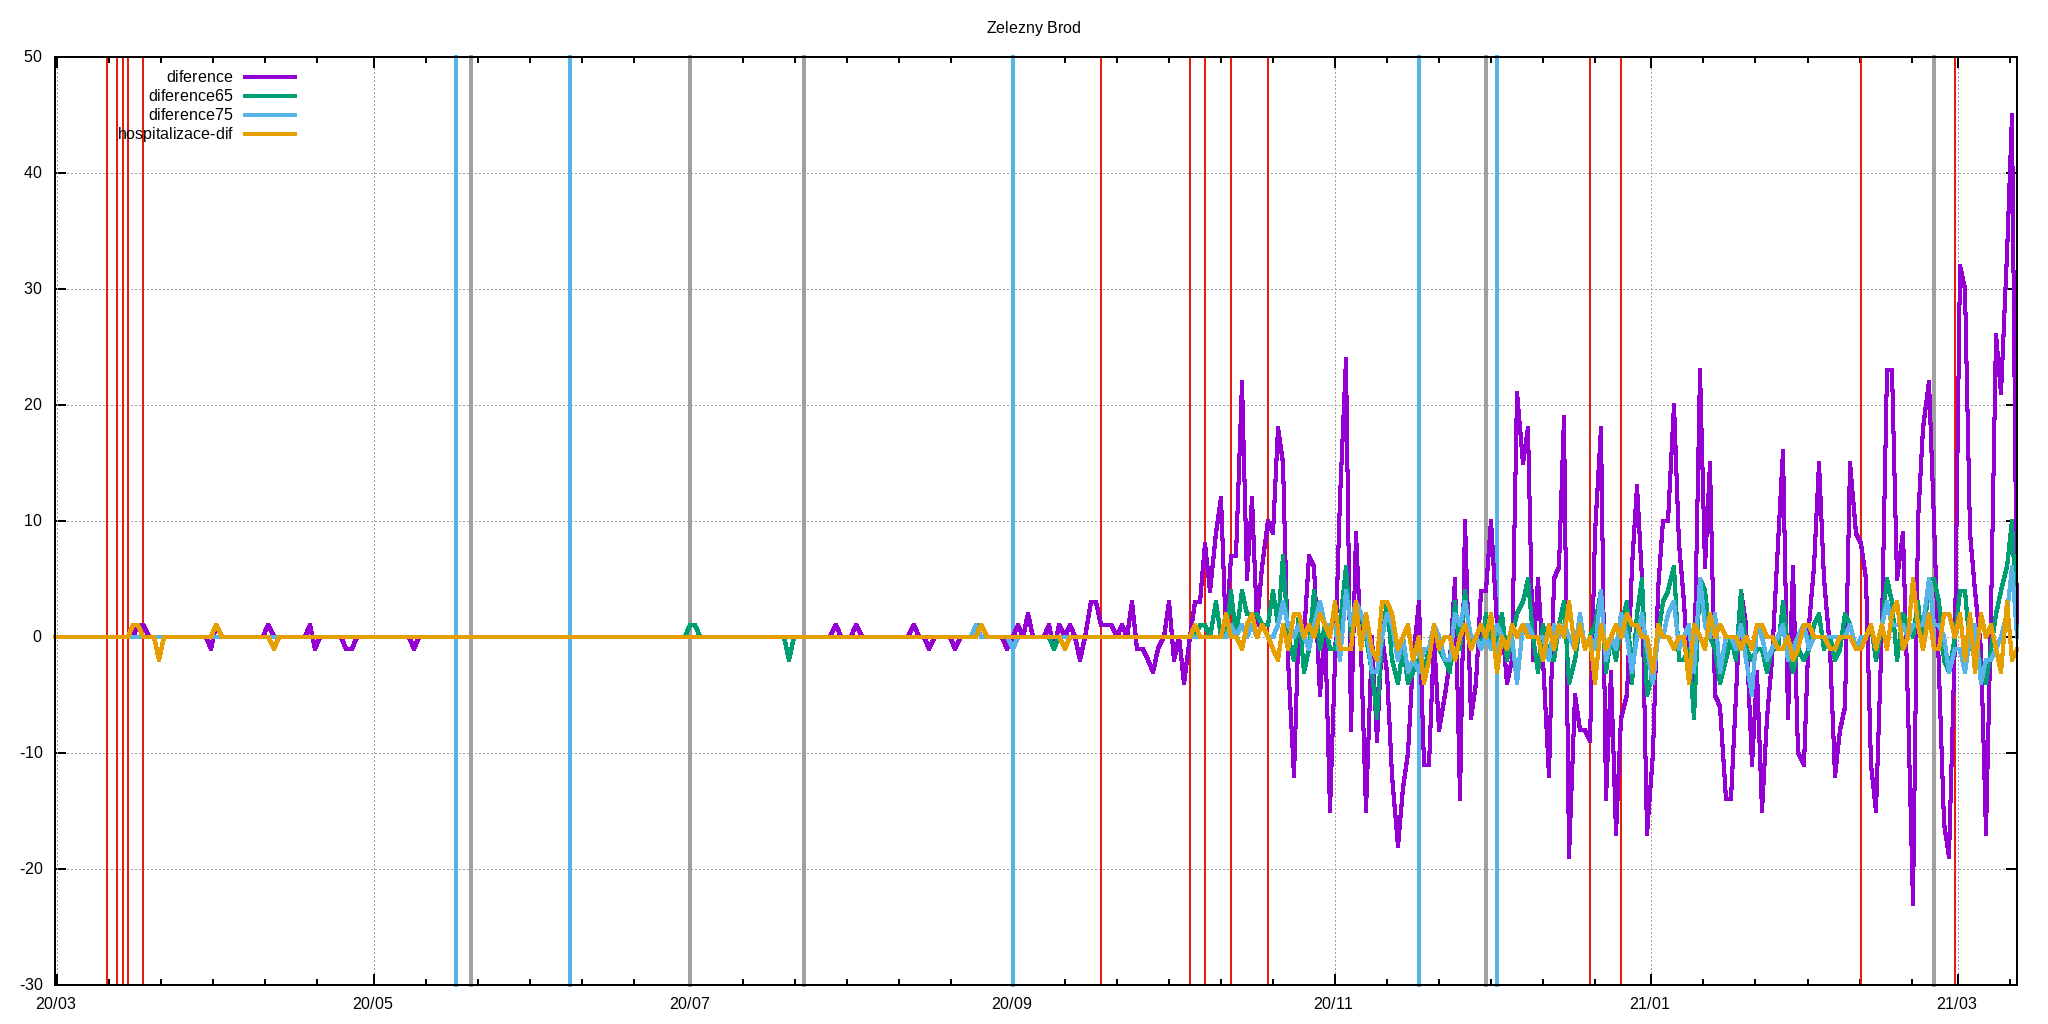 Zelezny Brod
50
40
30
20
10
0
-10
-20
-30
diference
diference65
diference75
hospitalizace-dif
20/03 20/05 20/07 20/09 20/11 21/01 21/03